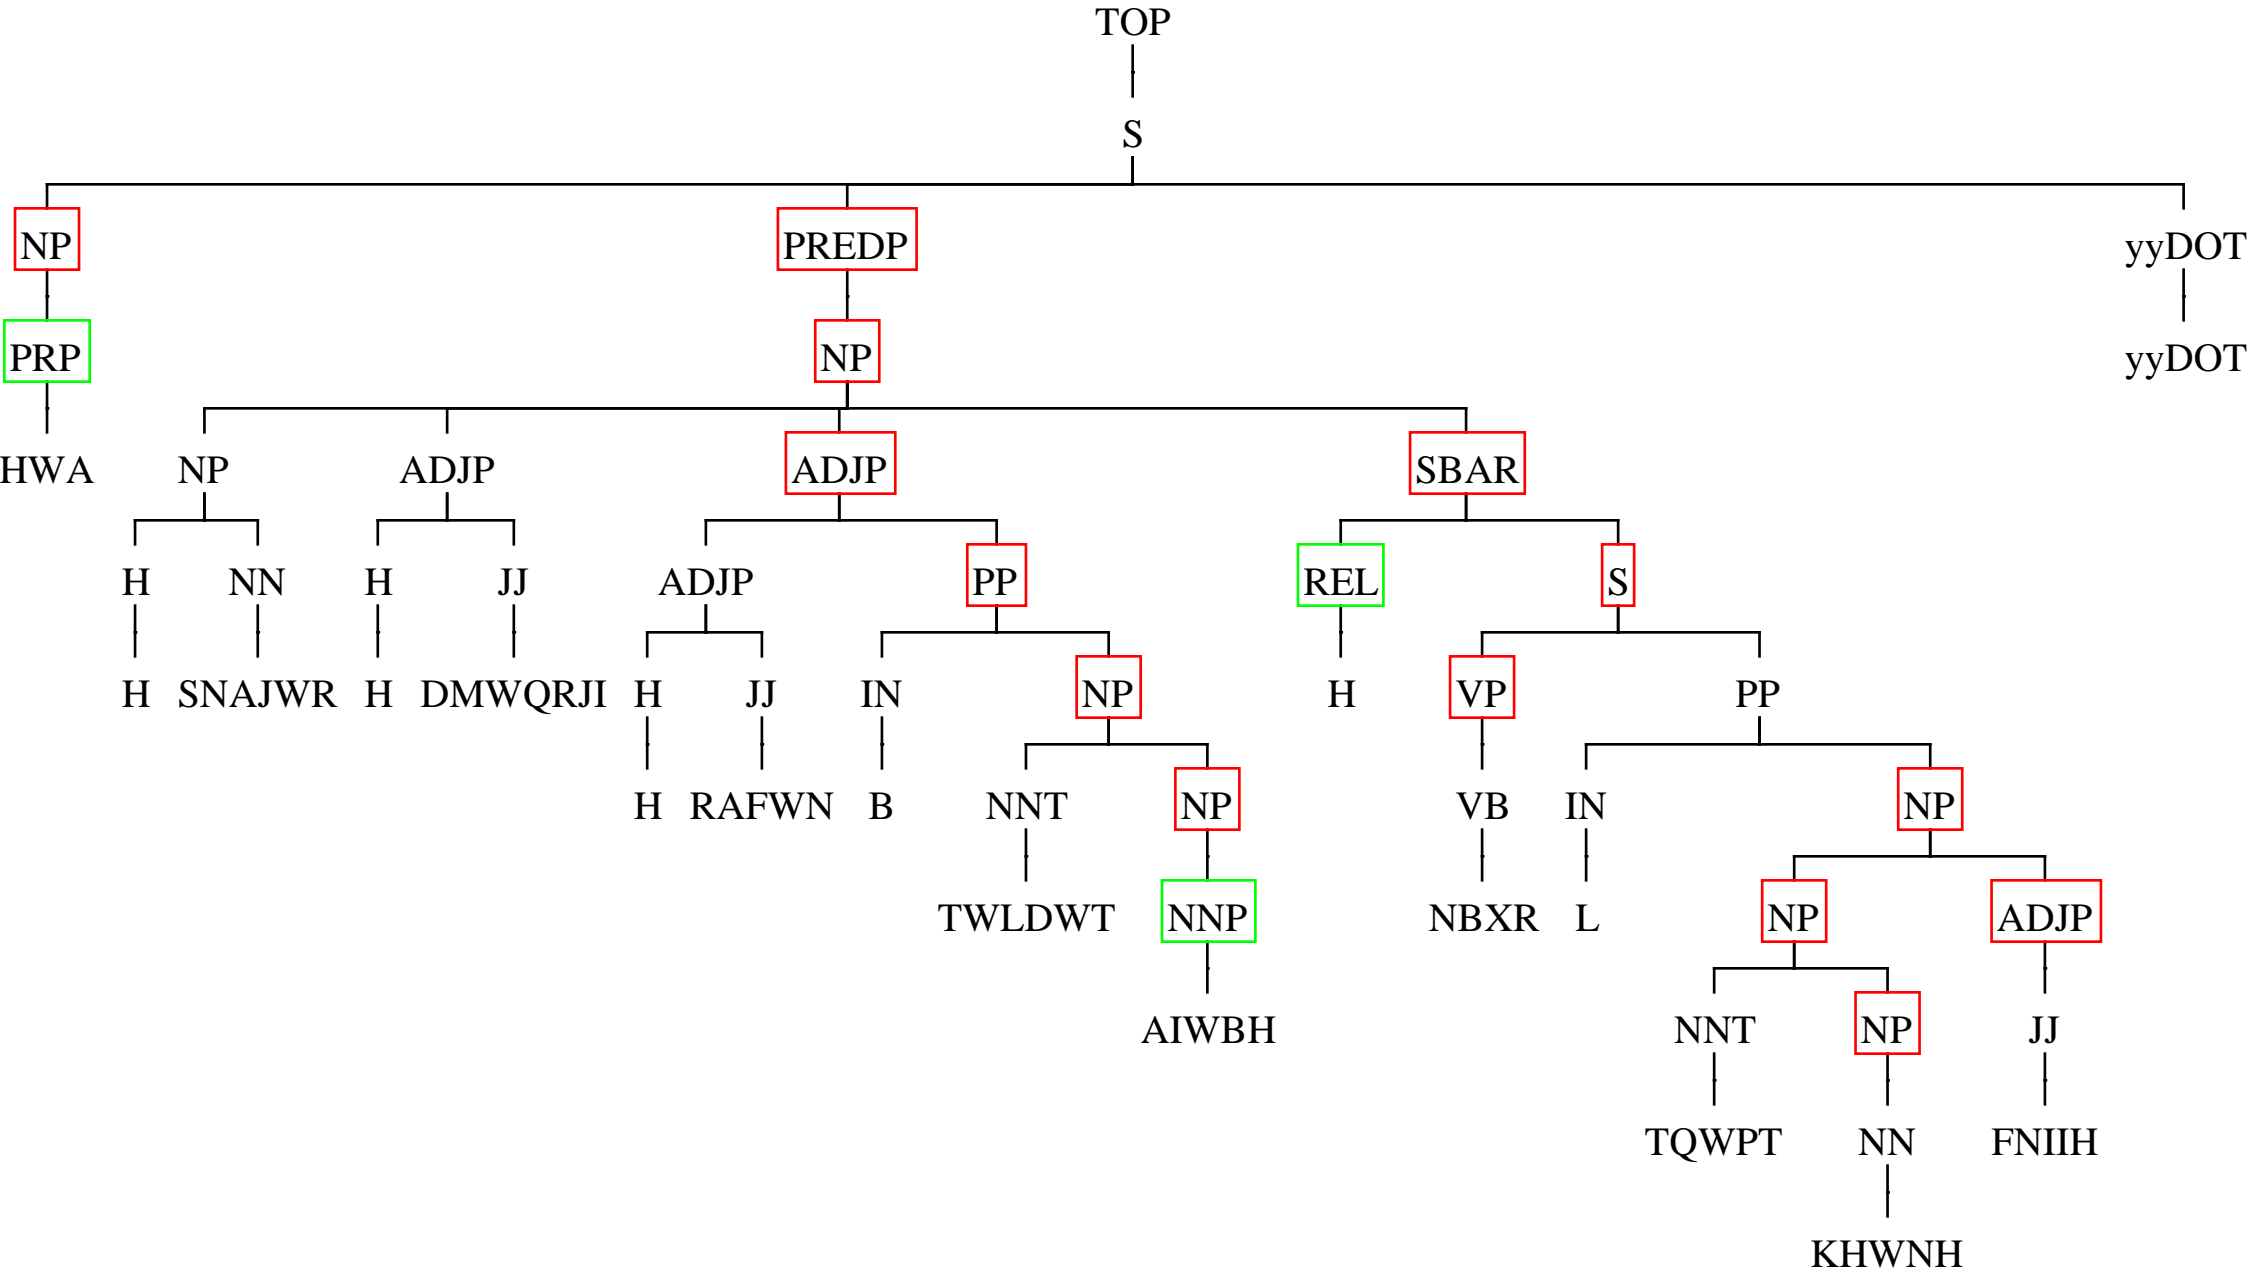 TOP
S
NP PREDP yyDOT
PRP NP yyDOT
HWA NP ADJP ADJP SBAR
H NN H JJ ADJP PP REL S
H SNAJWR H DMWQRJI H JJ IN NP H VP PP
H RAFWN B NNT NP VB IN NP
TWLDWT NNP NBXR L NP ADJP
AIWBH NNT NP JJ
TQWPT NN FNIIH
KHWNH